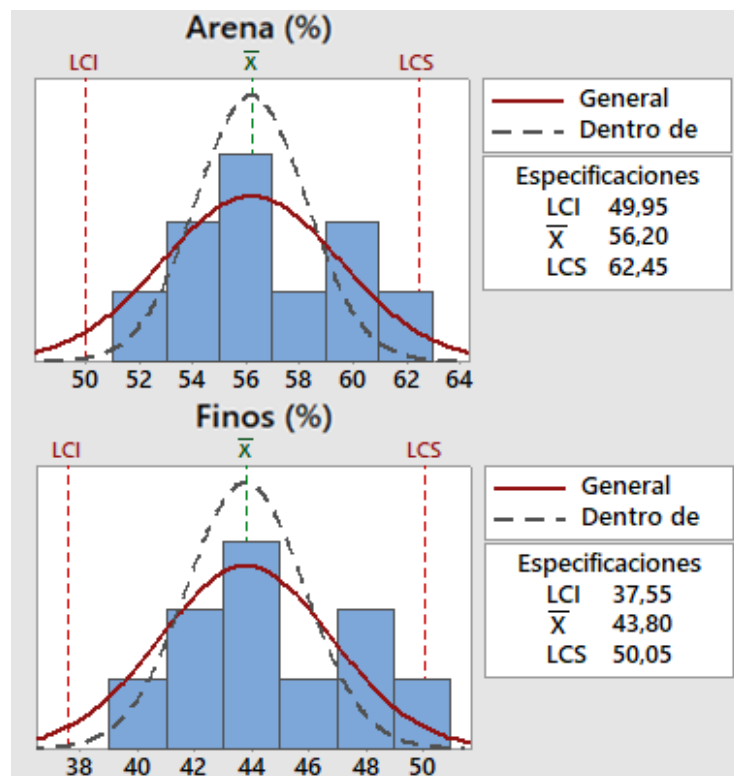 Arena (%)
LCI X̅ LCS
General
Dentro de
Especificaciones
LCI 49,95
X̅ 56,20
LCS 62,45
50 52 54 56 58 60 62 64
Finos (%)
LCI X̅ LCS
General
Dentro de
Especificaciones
LCI 37,55
X̅ 43,80
LCS 50,05
38 40 42 44 46 48 50